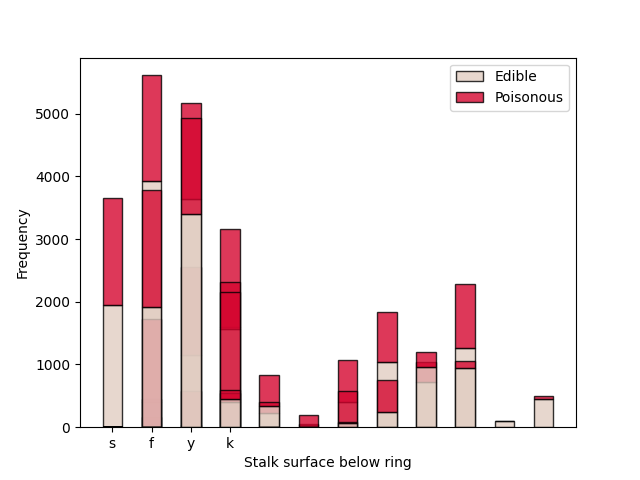 Edible
Poisonous
5000
4000
3000
2000
1000
0
s f y k
Stalk surface below ring
Frequency